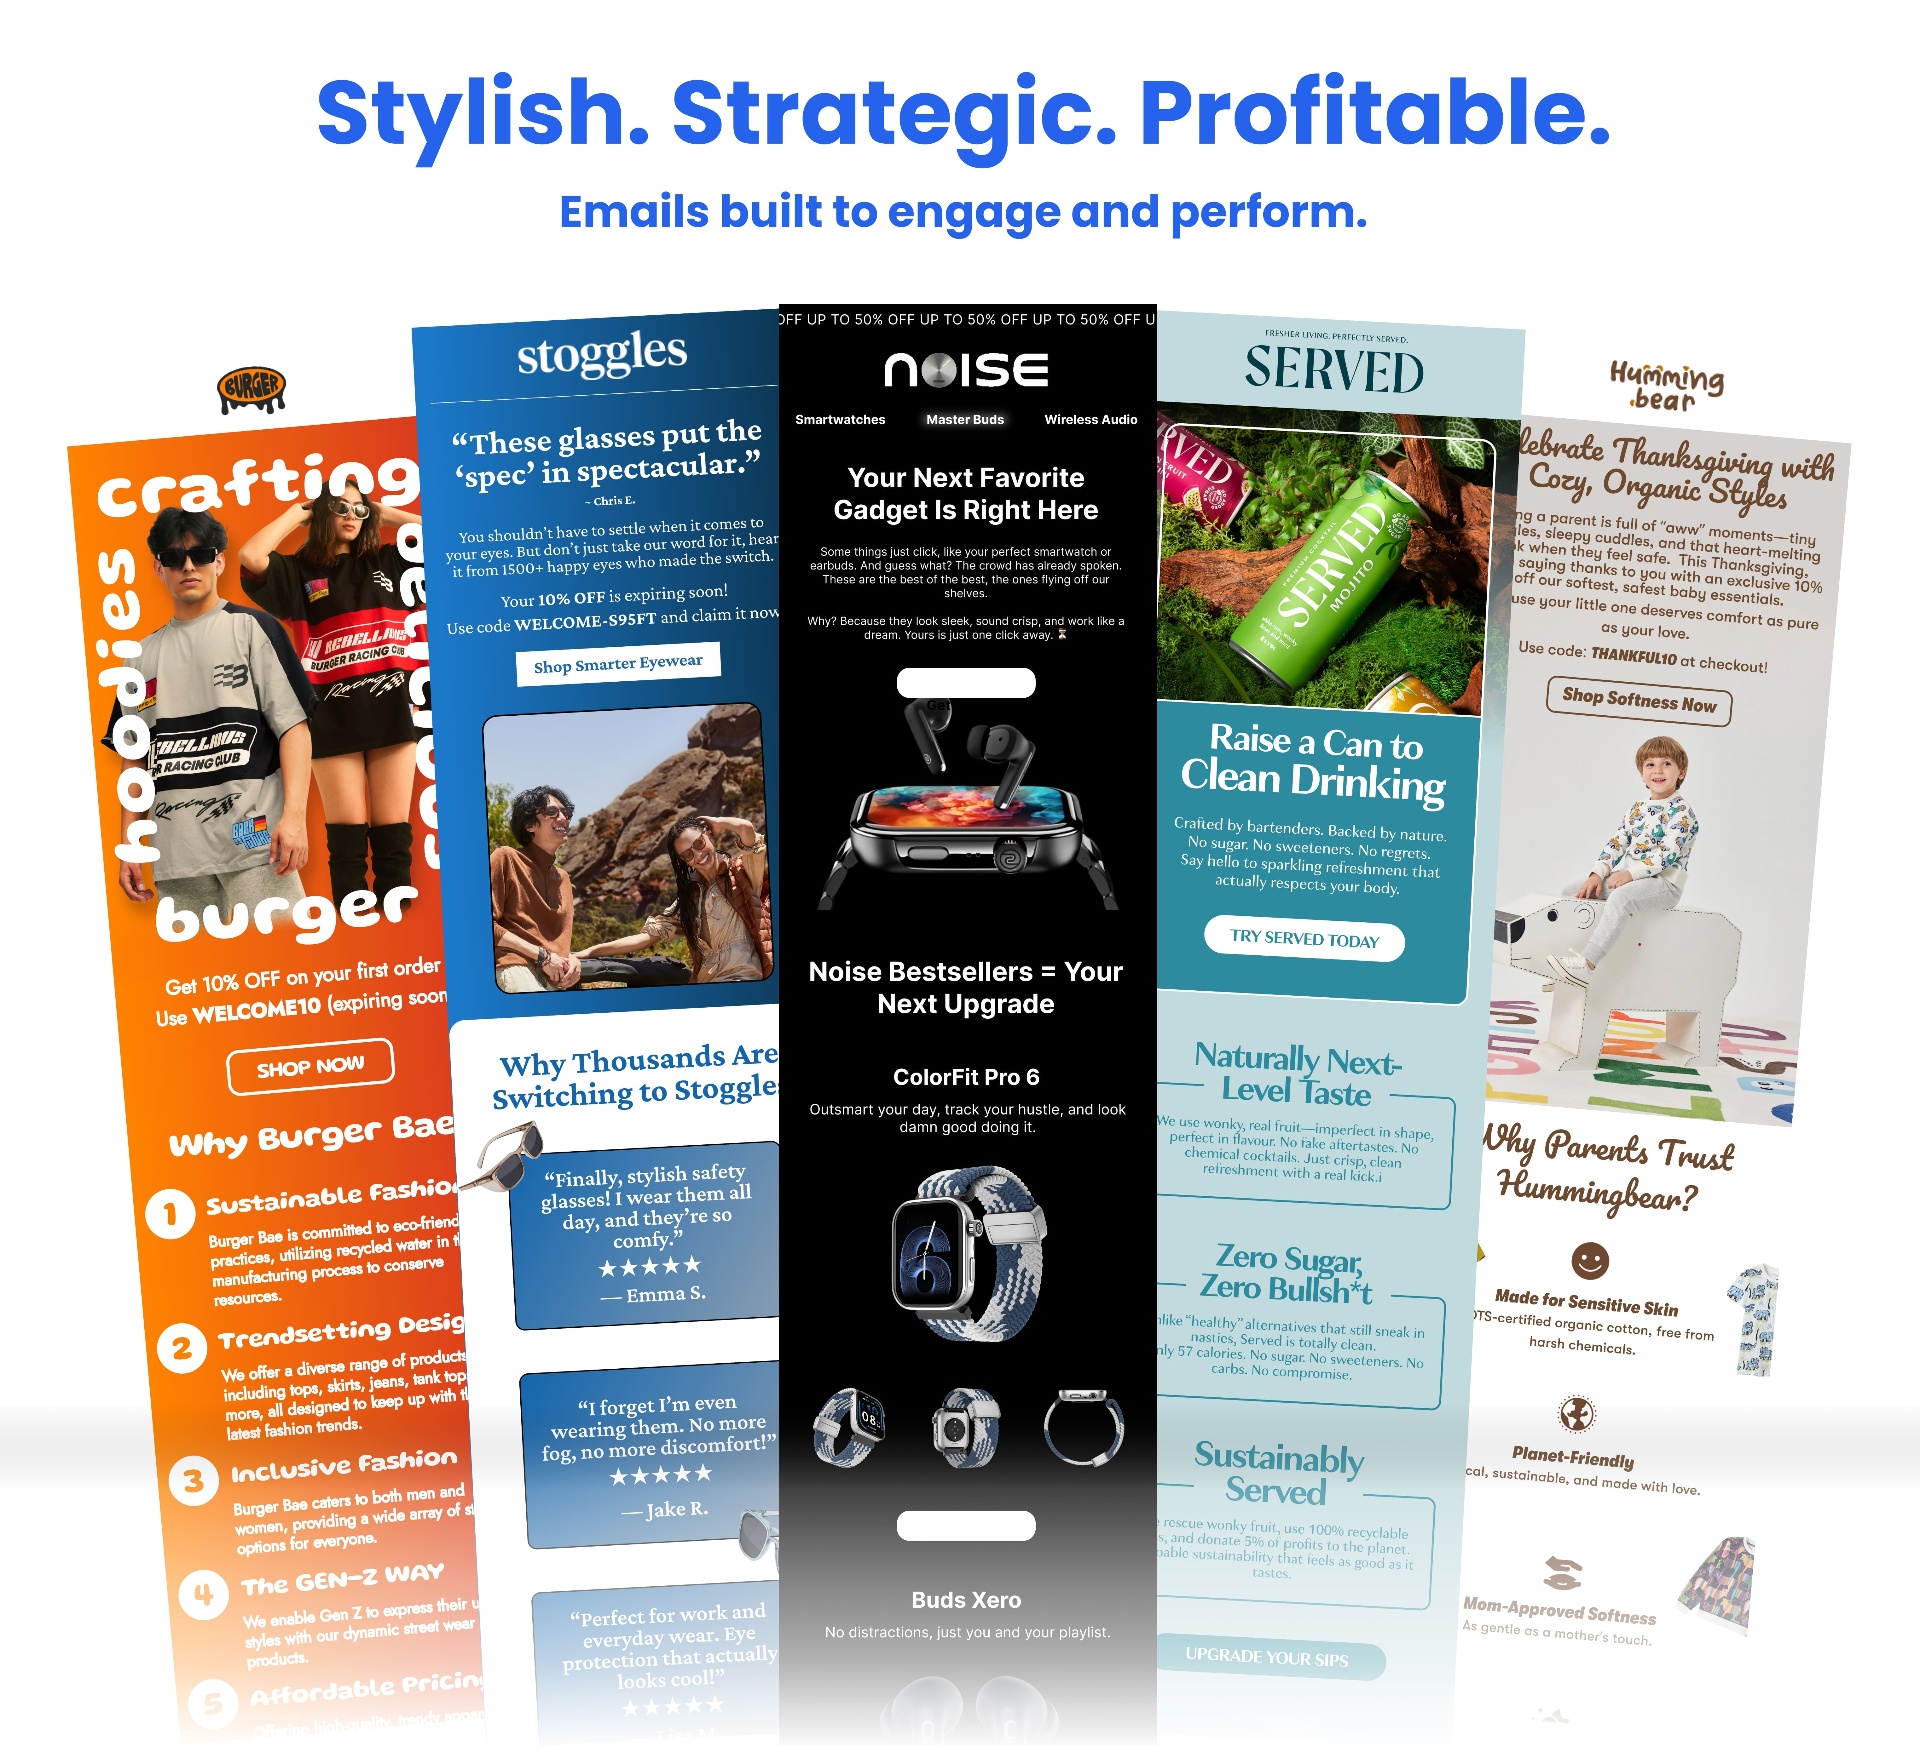 Stylish. Strategic. Profitable.
Emails built to engage and perform.
BURGER
crafting
hoodies
burger
REBELLIOUS
BURGER RACING CLUB
Racing
REBELLIOUS
R RACING CLUB
Racing
Get 10% OFF on your first order
Use WELCOME10 (expiring soon
SHOP NOW
Why Burger Bae
1
Sustainable Fashion
Burger Bae is committed to eco-friend
practices, utilizing recycled water in t
manufacturing process to conserve
resources.
2
Trendsetting Desig
We offer a diverse range of products
including tops, skirts, jeans, tank top
more, all designed to keep up with t
latest fashion trends.
3
Inclusive Fashion
Burger Bae caters to both men and
women, providing a wide array of st
options for everyone.
4
The GEN-Z WAY
We enable Gen Z to express their u
styles with our dynamic street wear
products.
5
Affordable Pricing
Offering high-quality, trendy appar
stoggles
“These glasses put the
‘spec’ in spectacular.”
~ Chris E.
You shouldn’t have to settle when it comes to
your eyes. But don’t just take our word for it, hear
it from 1500+ happy eyes who made the switch.
Your 10% OFF is expiring soon!
Use code WELCOME-S95FT and claim it now
Shop Smarter Eyewear
Why Thousands Are
Switching to Stoggles
“Finally, stylish safety
glasses! I wear them all
day, and they’re so
comfy.”
★★★★★
— Emma S.
“I forget I’m even
wearing them. No more
fog, no more discomfort!”
★★★★★
— Jake R.
“Perfect for work and
everyday wear. Eye
protection that actually
looks cool!”
★★★★★
OFF UP TO 50% OFF UP TO 50% OFF UP TO 50% OFF U
NOISE
Smartwatches Master Buds Wireless Audio
Your Next Favorite
Gadget Is Right Here
Some things just click, like your perfect smartwatch or
earbuds. And guess what? The crowd has already spoken.
These are the best of the best, the ones flying off our
shelves.
Why? Because they look sleek, sound crisp, and work like a
dream. Yours is just one click away. ⌛
Get
Noise Bestsellers = Your
Next Upgrade
ColorFit Pro 6
Outsmart your day, track your hustle, and look
damn good doing it.
Buds Xero
No distractions, just you and your playlist.
FRESHER LIVING. PERFECTLY SERVED.
SERVED
RVED
SERVED
PREMIUM COCKTAIL
MOJITO
Raise a Can to
Clean Drinking
Crafted by bartenders. Backed by nature.
No sugar. No sweeteners. No regrets.
Say hello to sparkling refreshment that
actually respects your body.
TRY SERVED TODAY
Naturally Next-
Level Taste
We use wonky, real fruit—imperfect in shape,
perfect in flavour. No fake aftertastes. No
chemical cocktails. Just crisp, clean
refreshment with a real kick.i
Zero Sugar,
Zero Bullsh*t
nlike “healthy” alternatives that still sneak in
nasties, Served is totally clean.
nly 57 calories. No sugar. No sweeteners. No
carbs. No compromise.
Sustainably
Served
e rescue wonky fruit, use 100% recyclable
s, and donate 5% of profits to the planet.
pable sustainability that feels as good as it
tastes.
UPGRADE YOUR SIPS
Humming
bear
lebrate Thanksgiving with
Cozy, Organic Styles
ng a parent is full of “aww” moments—tiny
les, sleepy cuddles, and that heart-melting
k when they feel safe. This Thanksgiving,
saying thanks to you with an exclusive 10%
off our softest, safest baby essentials.
use your little one deserves comfort as pure
as your love.
Use code: THANKFUL10 at checkout!
Shop Softness Now
Why Parents Trust
Hummingbear?
Made for Sensitive Skin
OTS-certified organic cotton, free from
harsh chemicals.
Planet-Friendly
cal, sustainable, and made with love.
Mom-Approved Softness
As gentle as a mother’s touch.